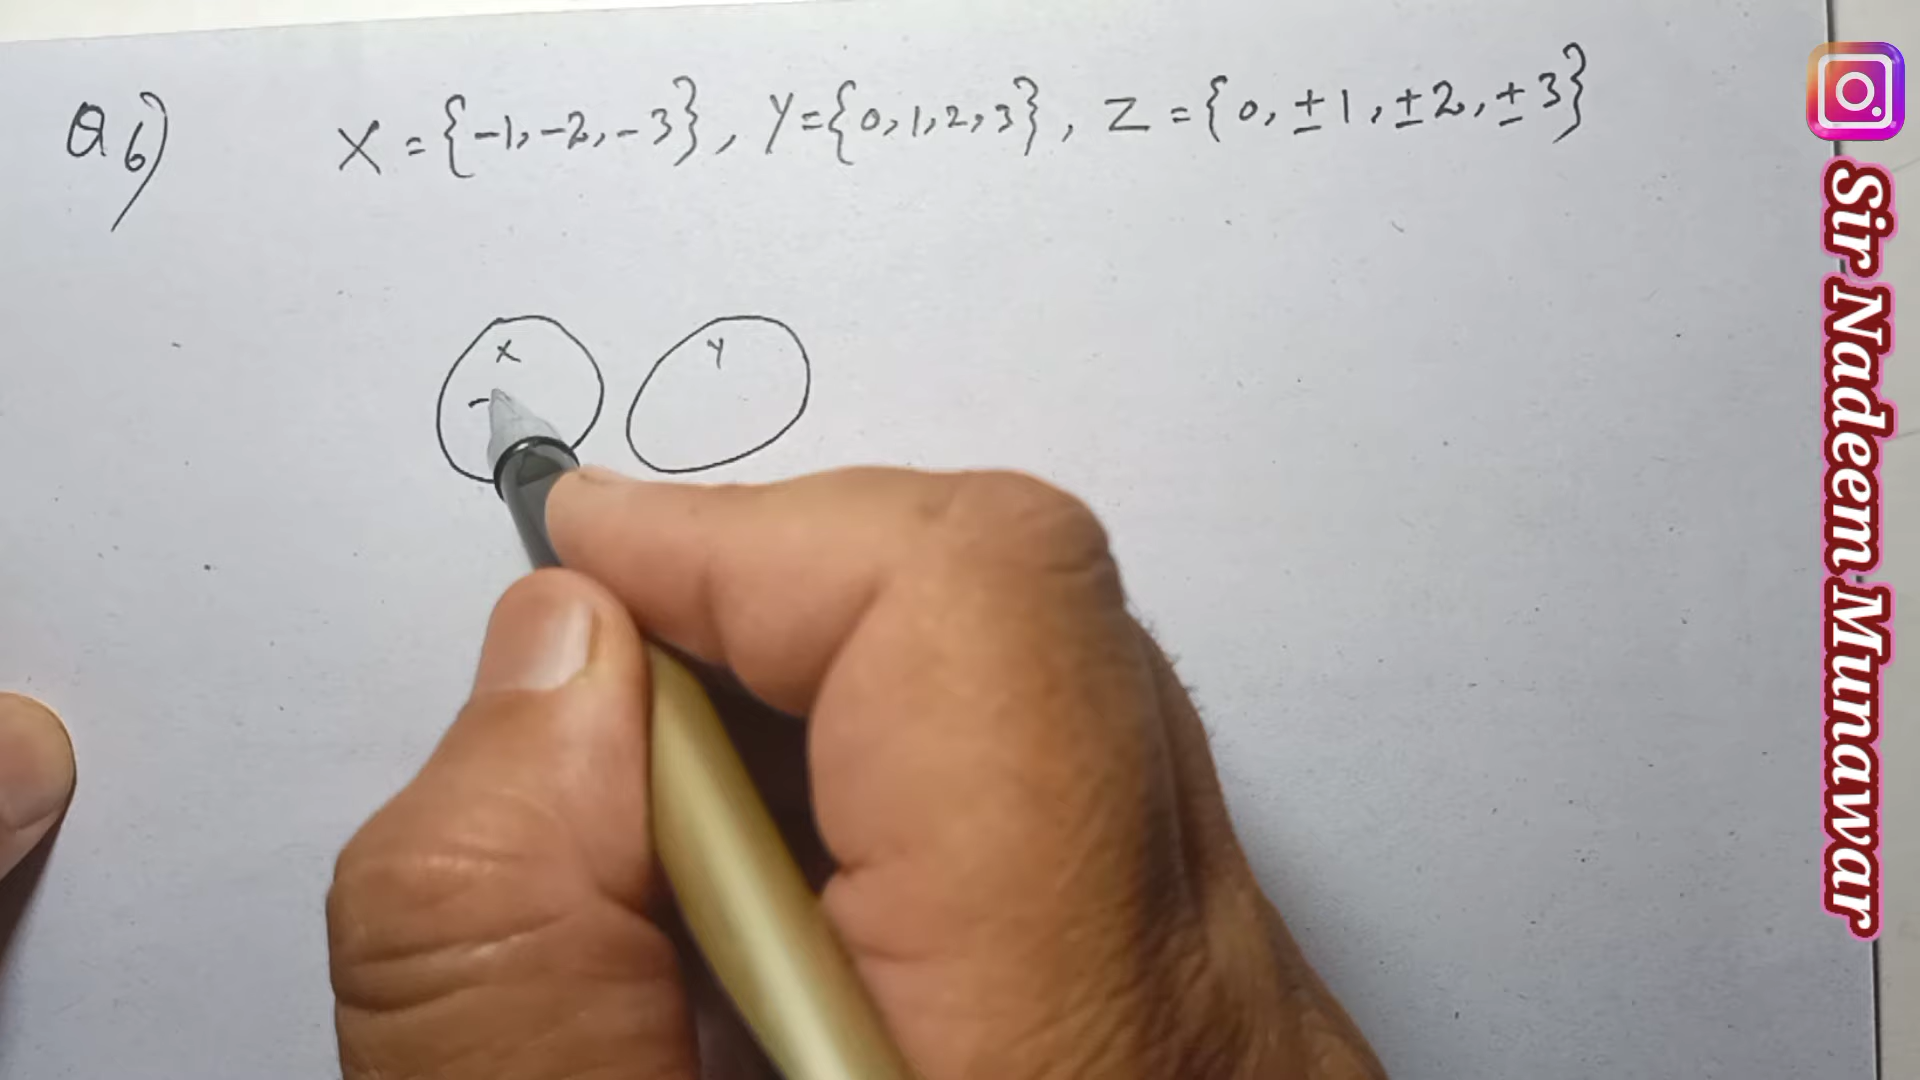 Q6) X = {-1, -2, -3}, Y = {0, 1, 2, 3}, Z = {0, ±1, ±2, ±3}
X Y
-
Sir Nadeem Munawar